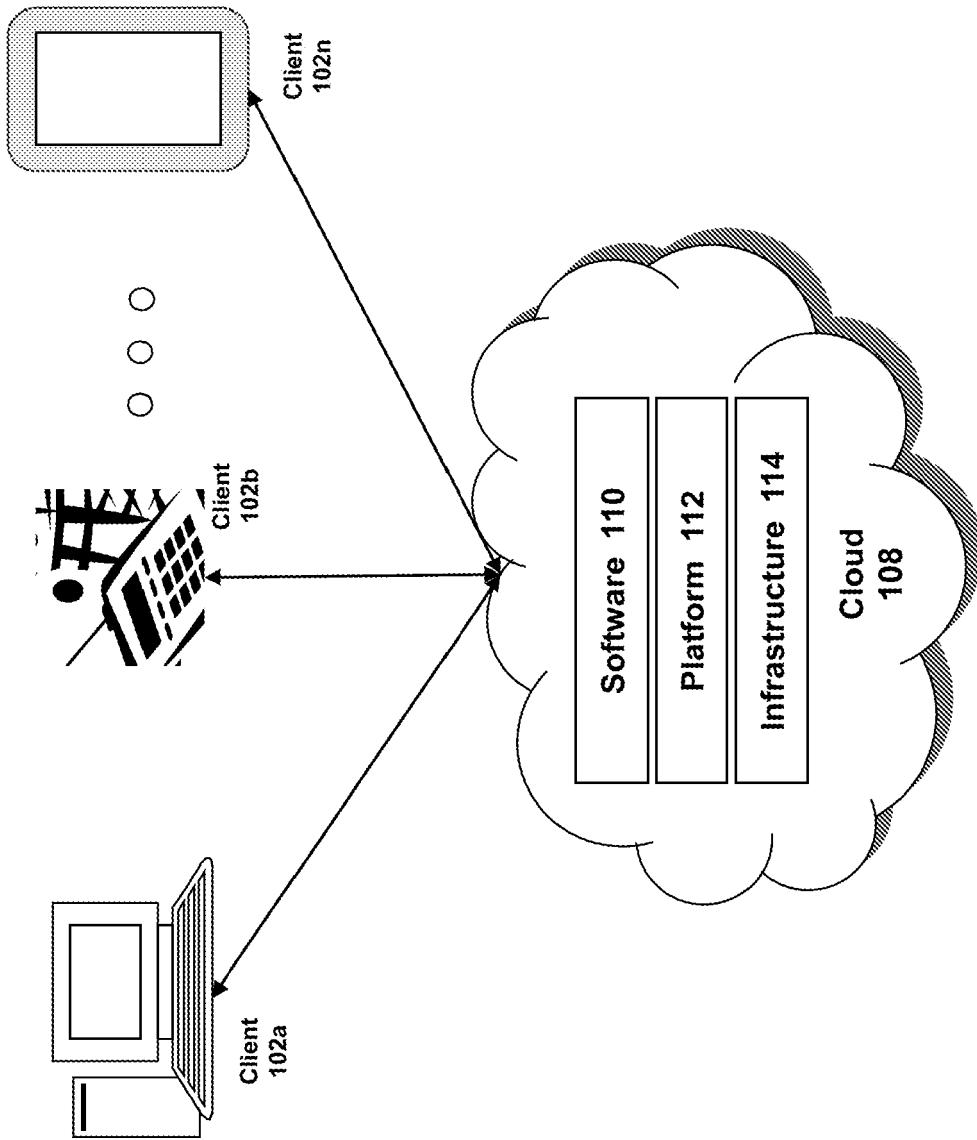 Client
102a
Client
102b
Client
102n
Software 110
Platform 112
Infrastructure 114
Cloud
108